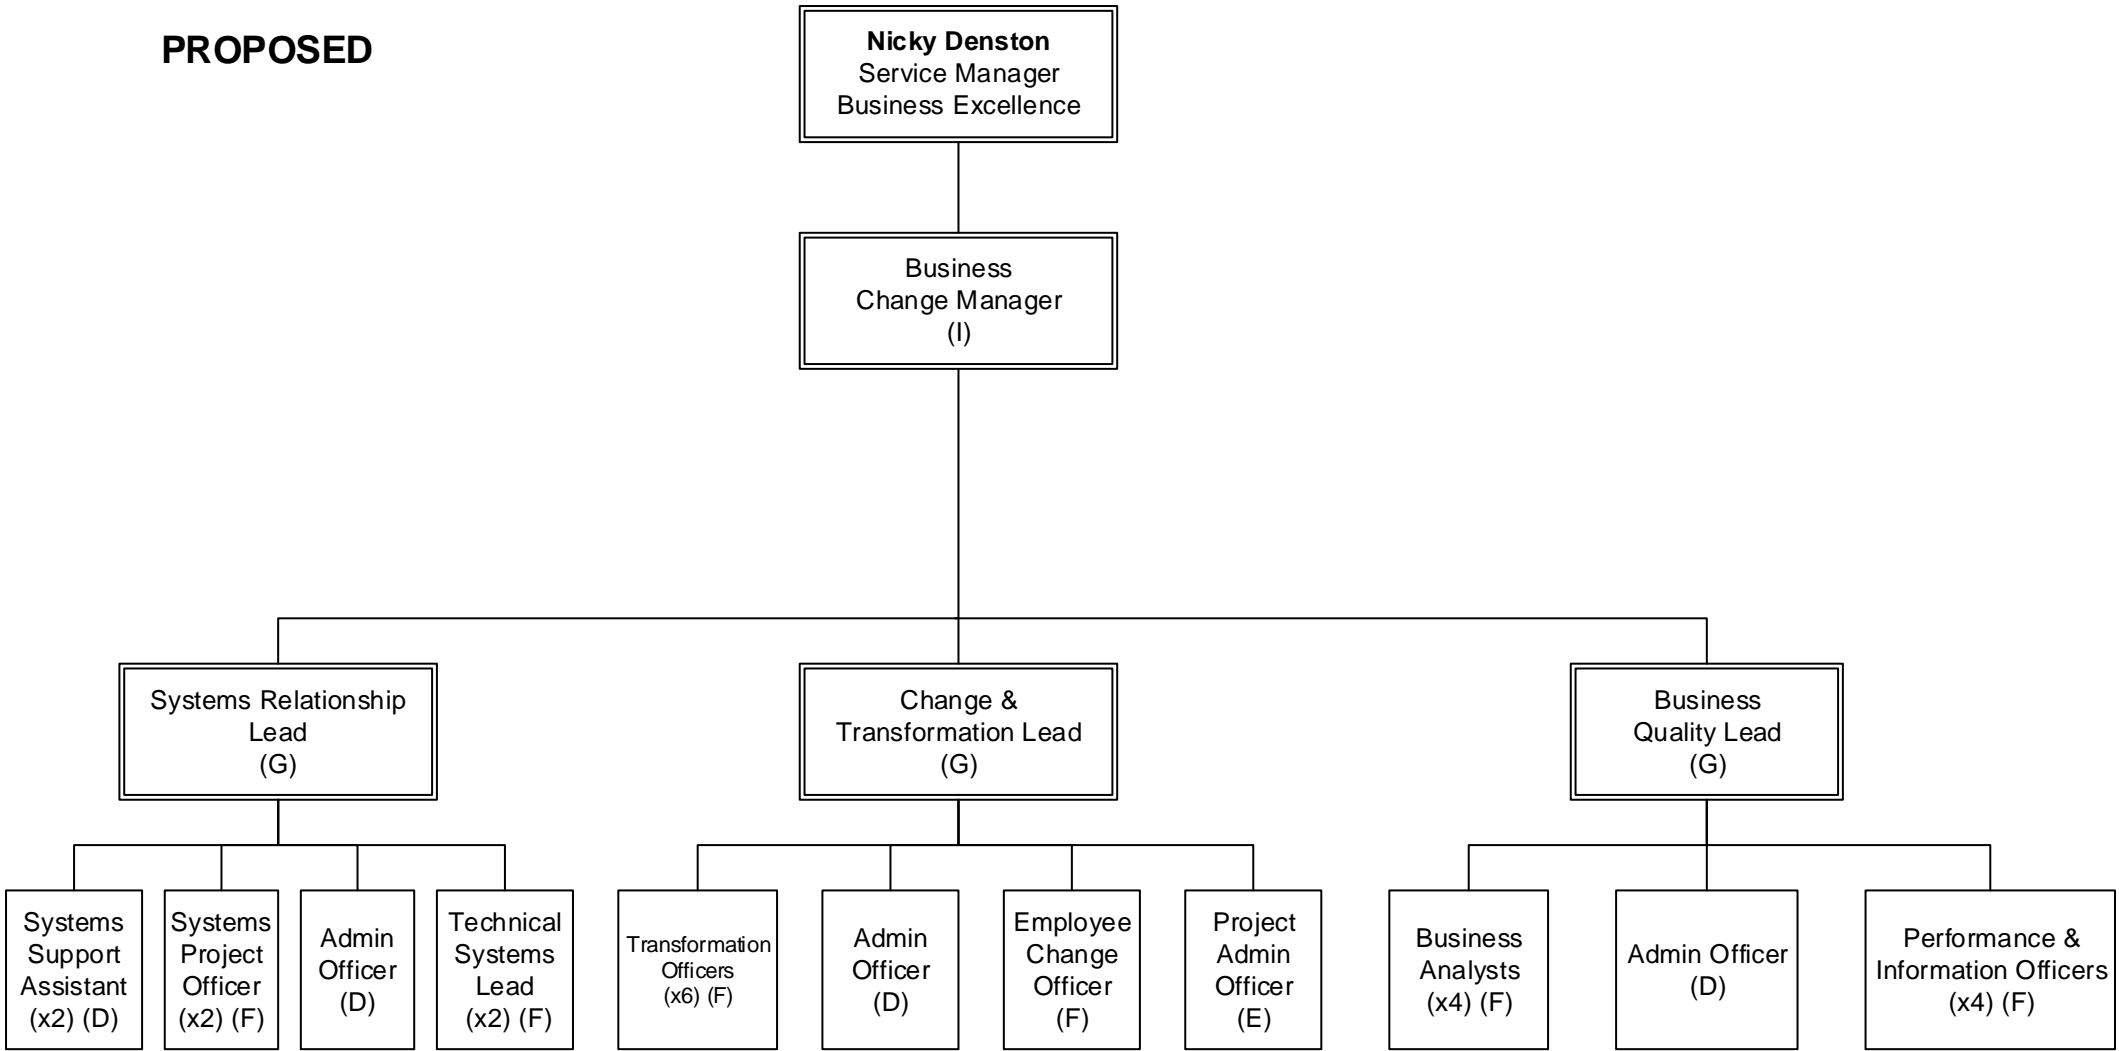 PROPOSED
Nicky Denston
Service Manager
Business Excellence
Business
Change Manager
(I)
Systems Relationship
Lead
(G)
Change &
Transformation Lead
(G)
Business
Quality Lead
(G)
Systems
Support
Assistant
(x2) (D)
Systems
Project
Officer
(x2) (F)
Admin
Officer
(D)
Technical
Systems
Lead
(x2) (F)
Transformation
Officers
(x6) (F)
Admin
Officer
(D)
Employee
Change
Officer
(F)
Project
Admin
Officer
(E)
Business
Analysts
(x4) (F)
Admin Officer
(D)
Performance &
Information Officers
(x4) (F)